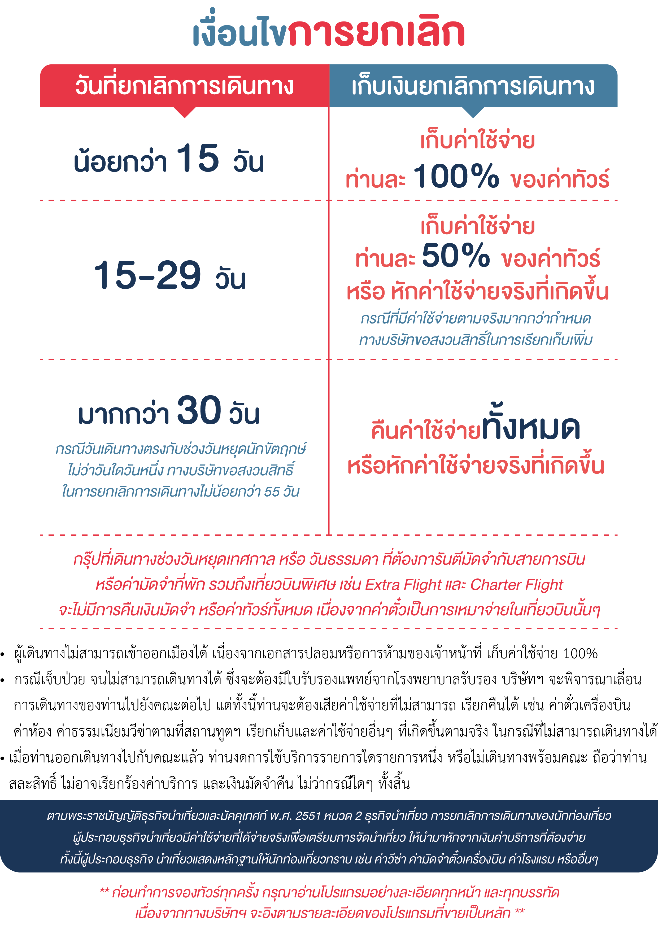 เงื่อนไขการยกเลิก
วันที่ยกเลิกการเดินทาง
เก็บเงินยกเลิกการเดินทาง
น้อยกว่า 15 วัน
เก็บค่าใช้จ่าย
ท่านละ 100% ของค่าทัวร์
15-29 วัน
เก็บค่าใช้จ่าย
ท่านละ 50% ของค่าทัวร์
หรือ หักค่าใช้จ่ายจริงที่เกิดขึ้น
กรณีที่มีค่าใช้จ่ายตามจริงมากกว่ากำหนด
ทางบริษัทขอสงวนสิทธิ์ในการเรียกเก็บเพิ่ม
มากกว่า 30 วัน
กรณีวันเดินทางตรงกับช่วงวันหยุดนักขัตฤกษ์
ไม่ว่าวันใดวันหนึ่ง ทางบริษัทขอสงวนสิทธิ์
ในการยกเลิกการเดินทางไม่น้อยกว่า 55 วัน
คืนค่าใช้จ่ายทั้งหมด
หรือหักค่าใช้จ่ายจริงที่เกิดขึ้น
กรุ๊ปที่เดินทางช่วงวันหยุดเทศกาล หรือ วันธรรมดา ที่ต้องการันตีมัดจำกับสายการบิน
หรือค่ามัดจำที่พัก รวมถึงเที่ยวบินพิเศษ เช่น Extra Flight และ Charter Flight
จะไม่มีการคืนเงินมัดจำ หรือค่าทัวร์ทั้งหมด เนื่องจากค่าตั๋วเป็นการเหมาจ่ายในเที่ยวบินนั้นๆ
• ผู้เดินทางไม่สามารถเข้าออกเมืองได้ เนื่องจากเอกสารปลอมหรือการห้ามของเจ้าหน้าที่ เก็บค่าใช้จ่าย 100%
• กรณีเจ็บป่วย จนไม่สามารถเดินทางได้ ซึ่งจะต้องมีใบรับรองแพทย์จากโรงพยาบาลรับรอง บริษัทฯ จะพิจารณาเลื่อน
การเดินทางของท่านไปยังคณะต่อไป แต่ทั้งนี้ท่านจะต้องเสียค่าใช้จ่ายที่ไม่สามารถ เรียกคืนได้ เช่น ค่าตั๋วเครื่องบิน
ค่าห้อง ค่าธรรมเนียมวีซ่าตามที่สถานทูตฯ เรียกเก็บและค่าใช้จ่ายอื่นๆ ที่เกิดขึ้นตามจริง ในกรณีที่ไม่สามารถเดินทางได้
• เมื่อท่านออกเดินทางไปกับคณะแล้ว ท่านงดการใช้บริการรายการใดรายการหนึ่ง หรือไม่เดินทางพร้อมคณะ ถือว่าท่าน
สละสิทธิ์ ไม่อาจเรียกร้องค่าบริการ และเงินมัดจำคืน ไม่ว่ากรณีใดๆ ทั้งสิ้น
ตามพระราชบัญญัติธุรกิจนำเที่ยวและมัคคุเทศก์ พ.ศ. 2551 หมวด 2 ธุรกิจนำเที่ยว การยกเลิกการเดินทางของนักท่องเที่ยว
ผู้ประกอบธุรกิจนำเที่ยวมีค่าใช้จ่ายที่ได้จ่ายจริงเพื่อเตรียมการจัดนำเที่ยว ให้นำมาหักจากเงินค่าบริการที่ต้องจ่าย
ทั้งนี้ผู้ประกอบธุรกิจ นำเที่ยวแสดงหลักฐานให้นักท่องเที่ยวทราบ เช่น ค่าวีซ่า ค่ามัดจำตั๋วเครื่องบิน ค่าโรงแรม หรืออื่นๆ
** ก่อนทำการจองทัวร์ทุกครั้ง กรุณาอ่านโปรแกรมอย่างละเอียดทุกหน้า และทุกบรรทัด
เนื่องจากทางบริษัทฯ จะอิงตามรายละเอียดของโปรแกรมที่ขายเป็นหลัก **